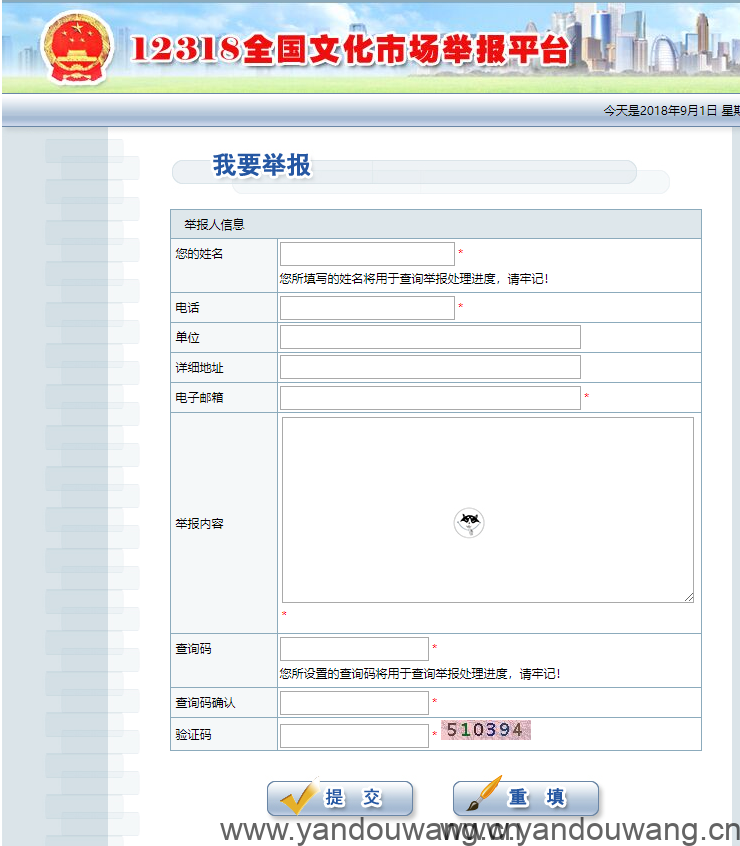 12318全国文化市场举报平台
今天是2018年9月1日 星期
我要举报
举报人信息
您的姓名
*
您所填写的姓名将用于查询举报处理进度，请牢记！
电话
*
单位
详细地址
电子邮箱
*
举报内容
*
查询码
*
您所设置的查询码将用于查询举报处理进度，请牢记！
查询码确认
*
验证码
* 510394
提 交
重 填
www.yandouwang.cn
www.yandouwang.cn